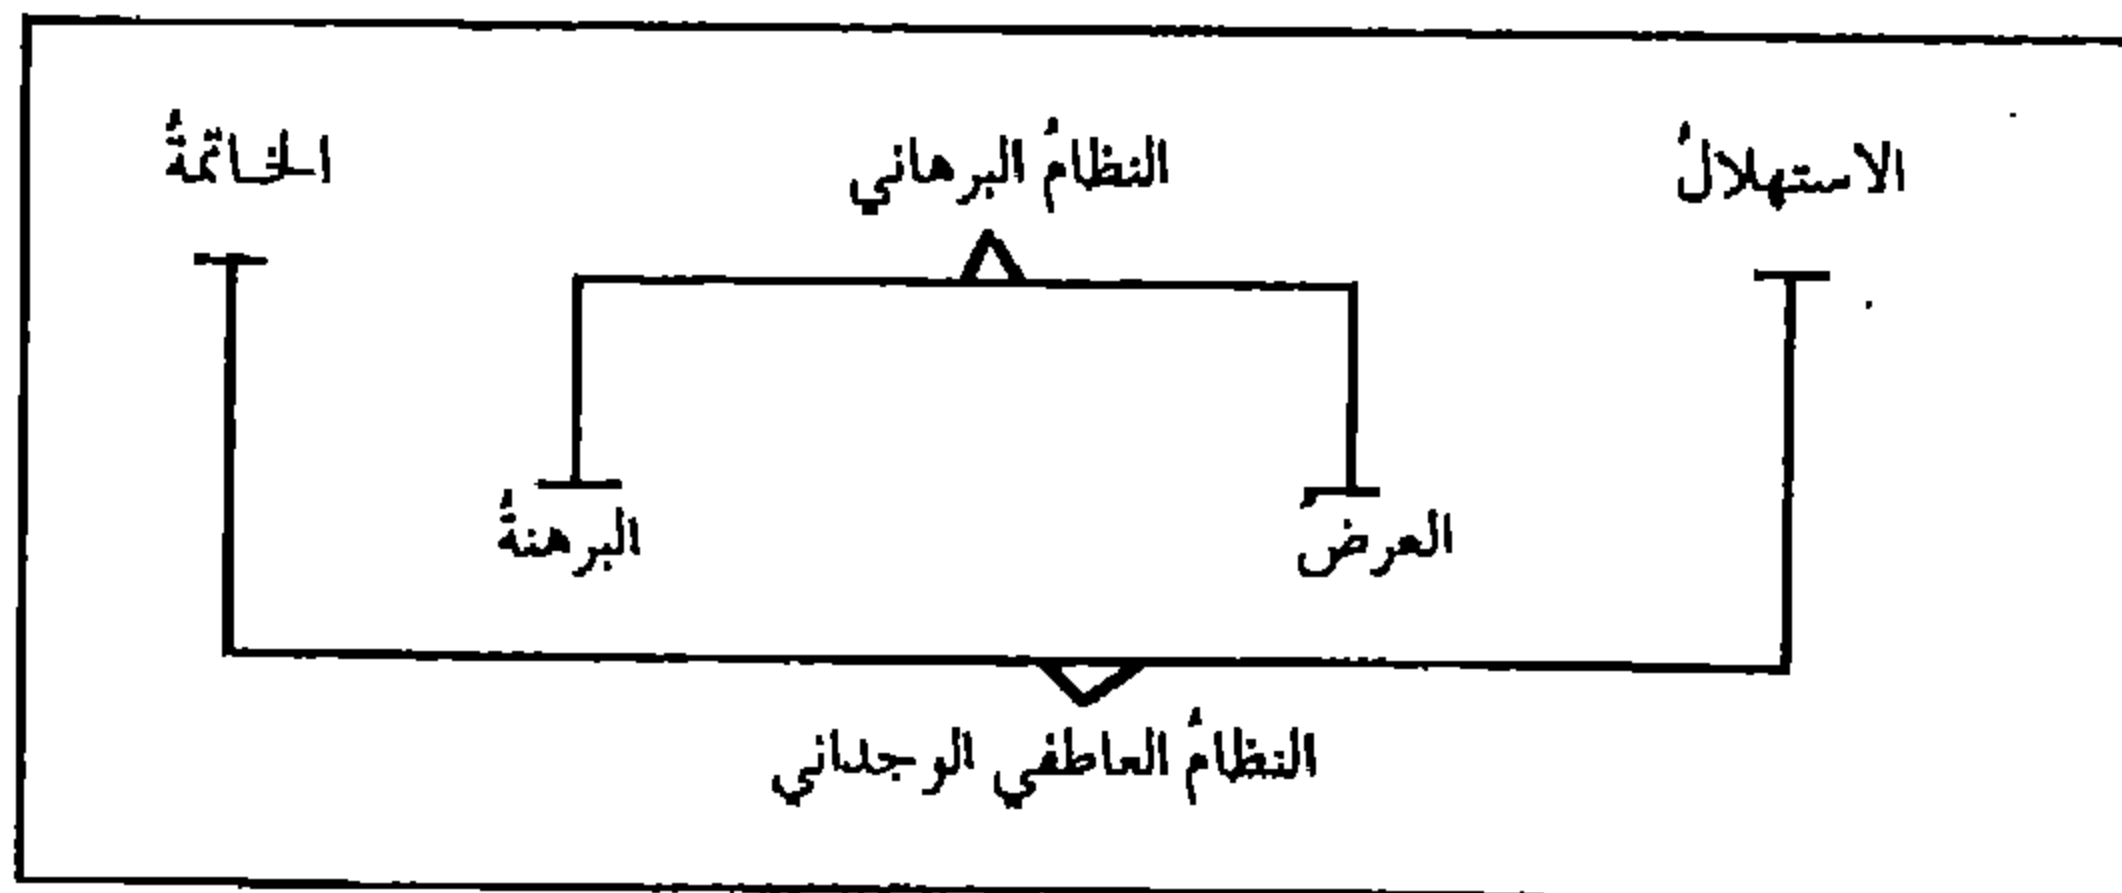 الاستهلالُ
النظامُ البرهاني
الخاتمةُ
العرضُ
البرهنةُ
النظامُ العاطفي الوجداني